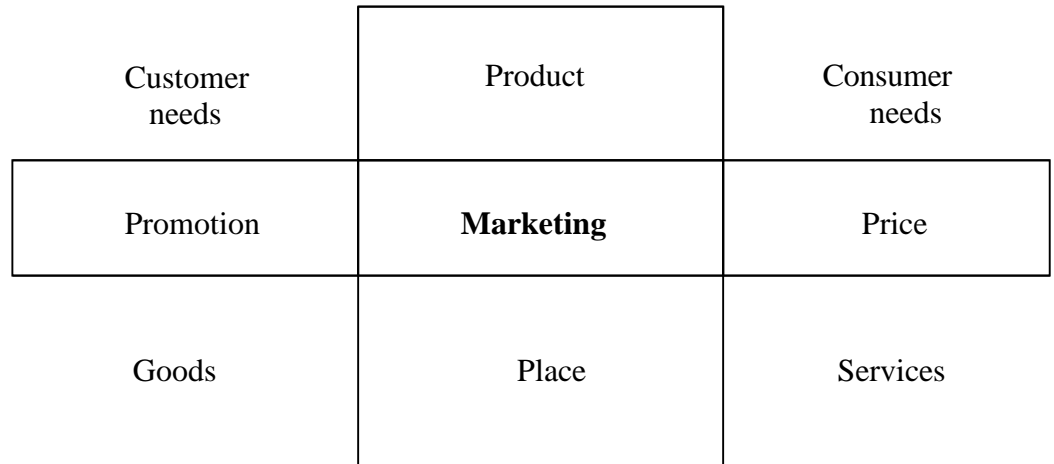 Customer
needs
Product
Consumer
needs
Promotion
Marketing
Price
Goods
Place
Services